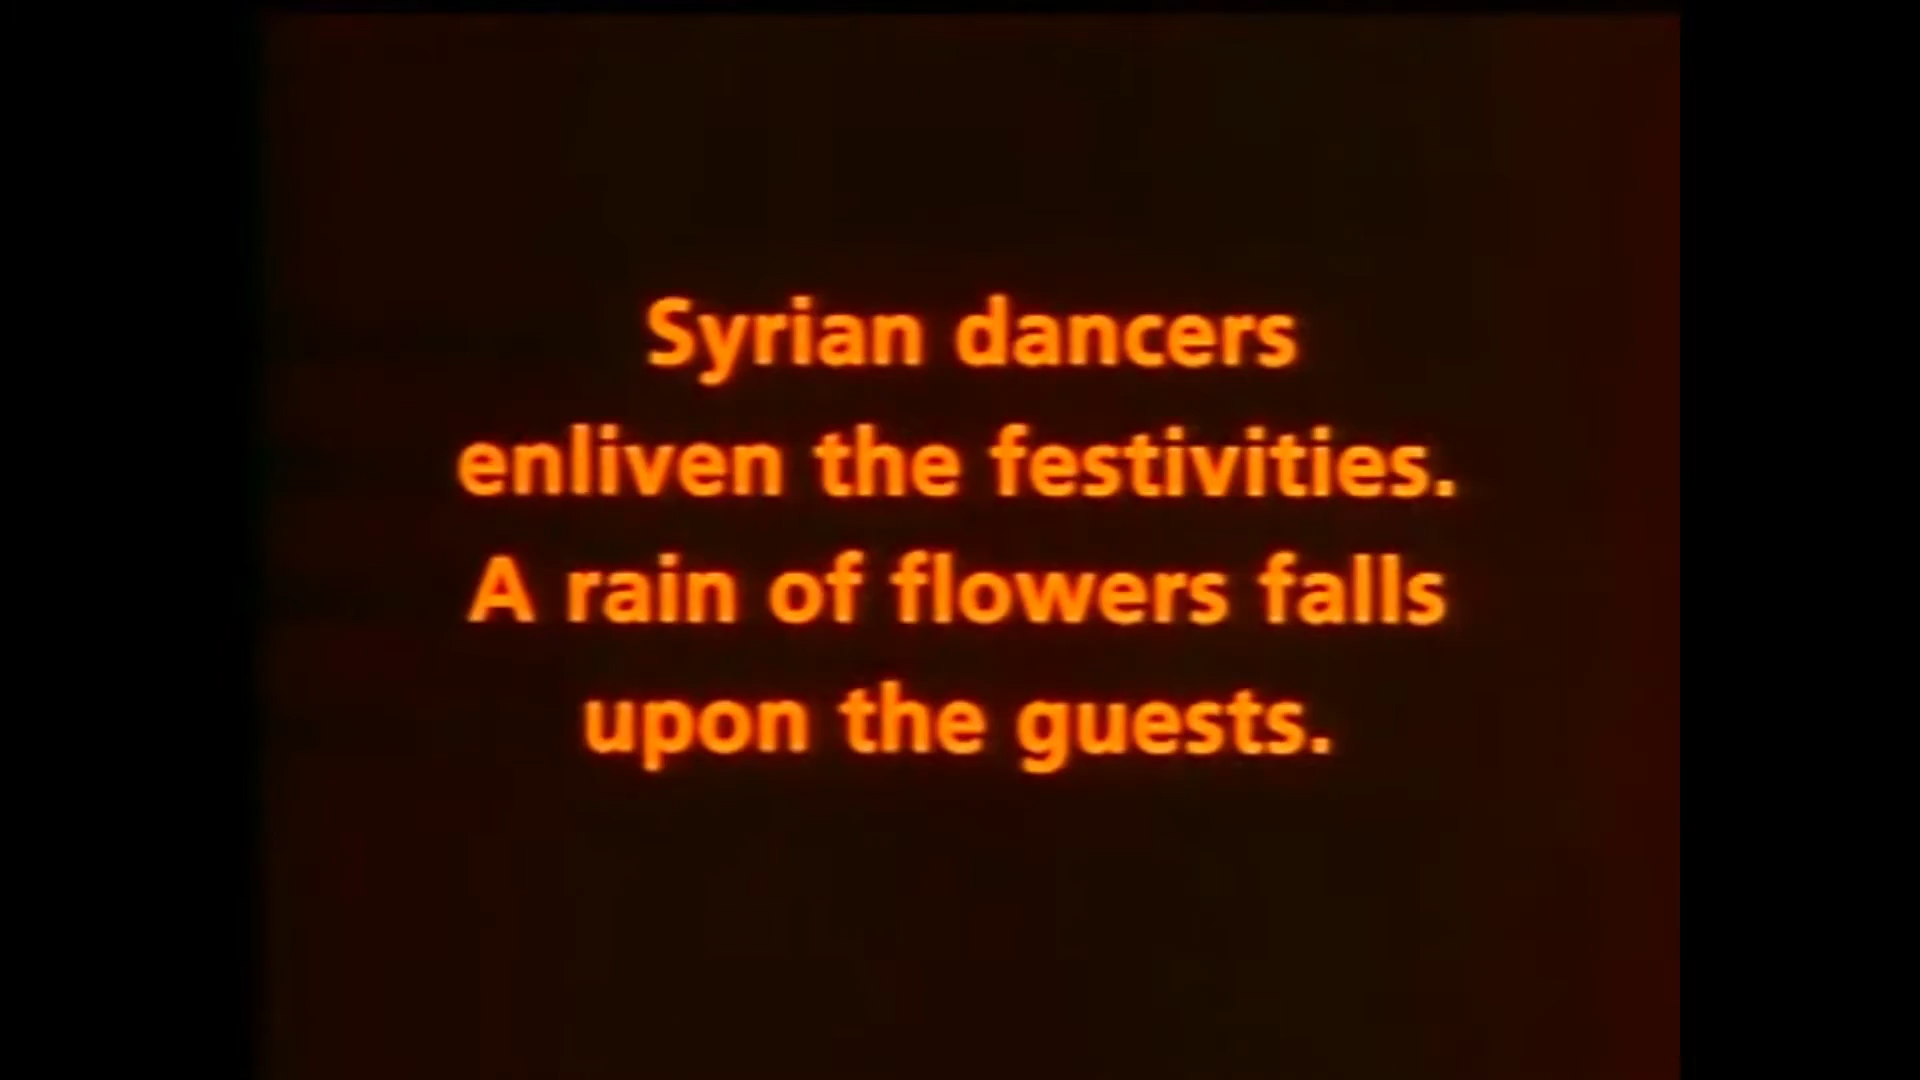 Syrian dancers
enliven the festivities.
A rain of flowers falls
upon the guests.